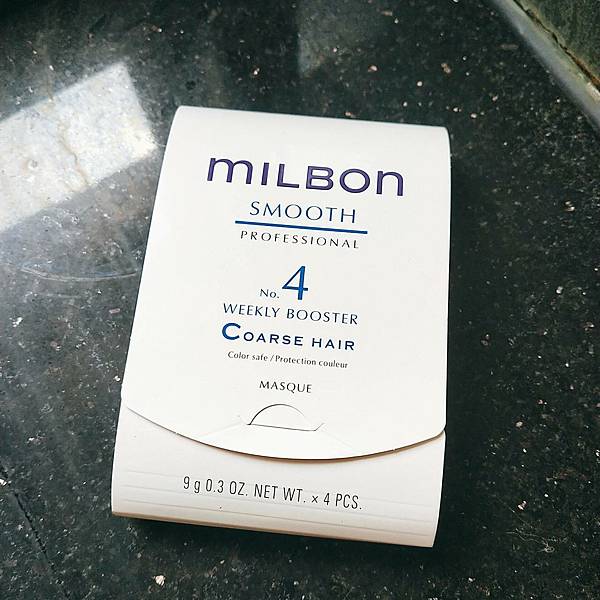 MILBON
SMOOTH
PROFESSIONAL
No. 4
WEEKLY BOOSTER
COARSE HAIR
Color safe / Protection couleur
MASQUE
9 g 0.3 OZ. NET WT. × 4 PCS.